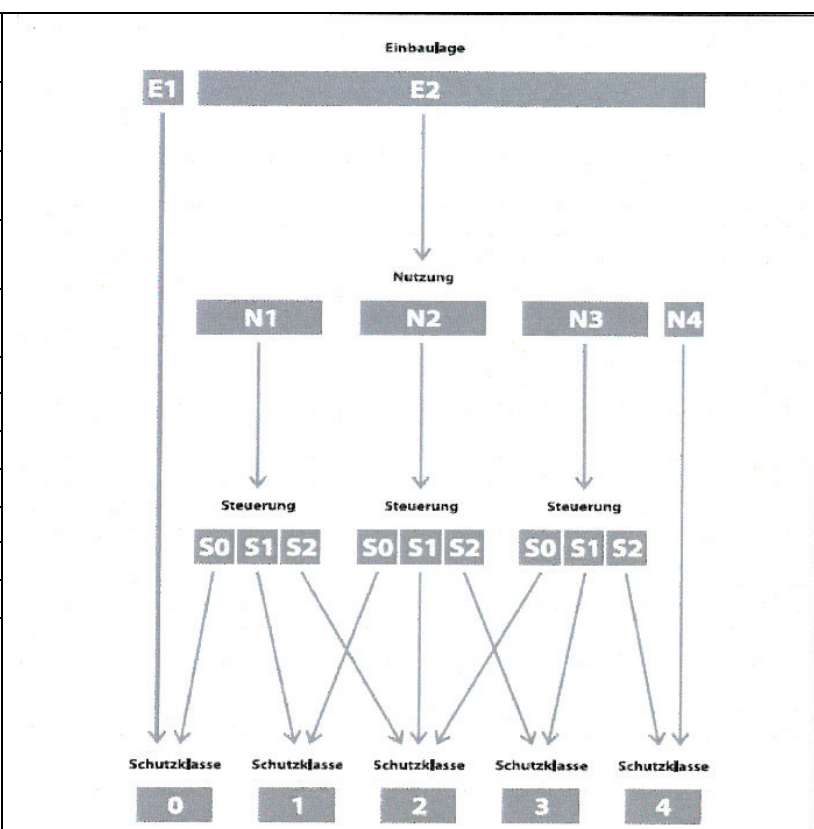 Einbaulage
E1 E2
Nutzung
N1 N2 N3 N4
Steuerung Steuerung Steuerung
S0 S1 S2 S0 S1 S2 S0 S1 S2
Schutzklasse Schutzklasse Schutzklasse Schutzklasse Schutzklasse
0 1 2 3 4